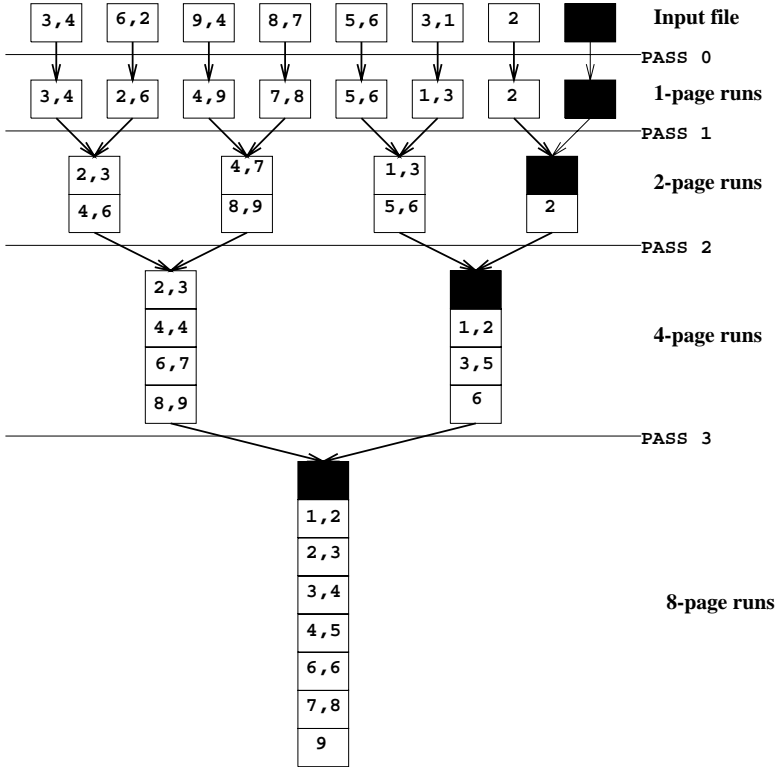 3,4 6,2 9,4 8,7 5,6 3,1 2 Input file
PASS 0
3,4 2,6 4,9 7,8 5,6 1,3 2 1-page runs
PASS 1
2,3 4,7 1,3 2-page runs
4,6 8,9 5,6 2
PASS 2
2,3
4,4 1,2 4-page runs
6,7 3,5
8,9 6
PASS 3
1,2
2,3
3,4 8-page runs
4,5
6,6
7,8
9